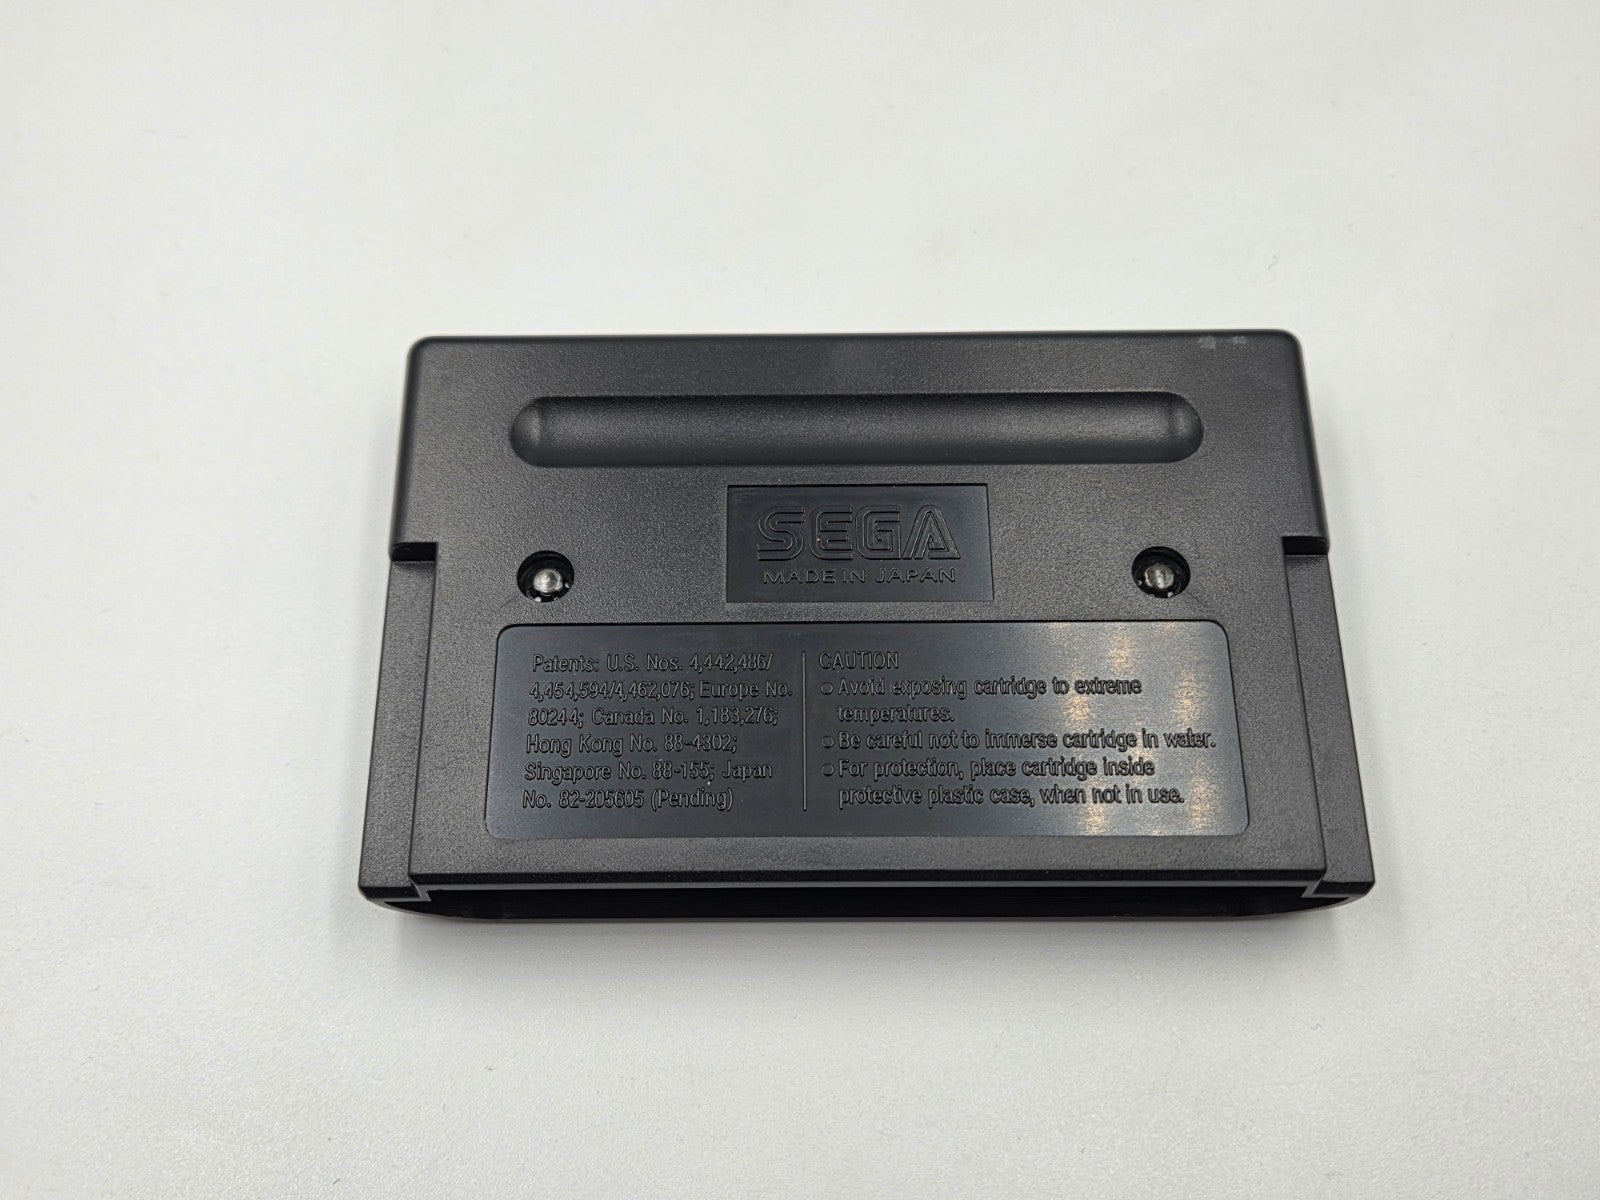 SEGA
MADE IN JAPAN
Patents: U.S. Nos. 4,442,486/
4,454,594/4,462,076; Europe No.
80244; Canada No. 1,183,276;
Hong Kong No. 88-4302;
Singapore No. 88-155; Japan
No. 82-205605 (Pending)
CAUTION
○ Avoid exposing cartridge to extreme
temperatures.
○ Be careful not to immerse cartridge in water.
○ For protection, place cartridge inside
protective plastic case, when not in use.